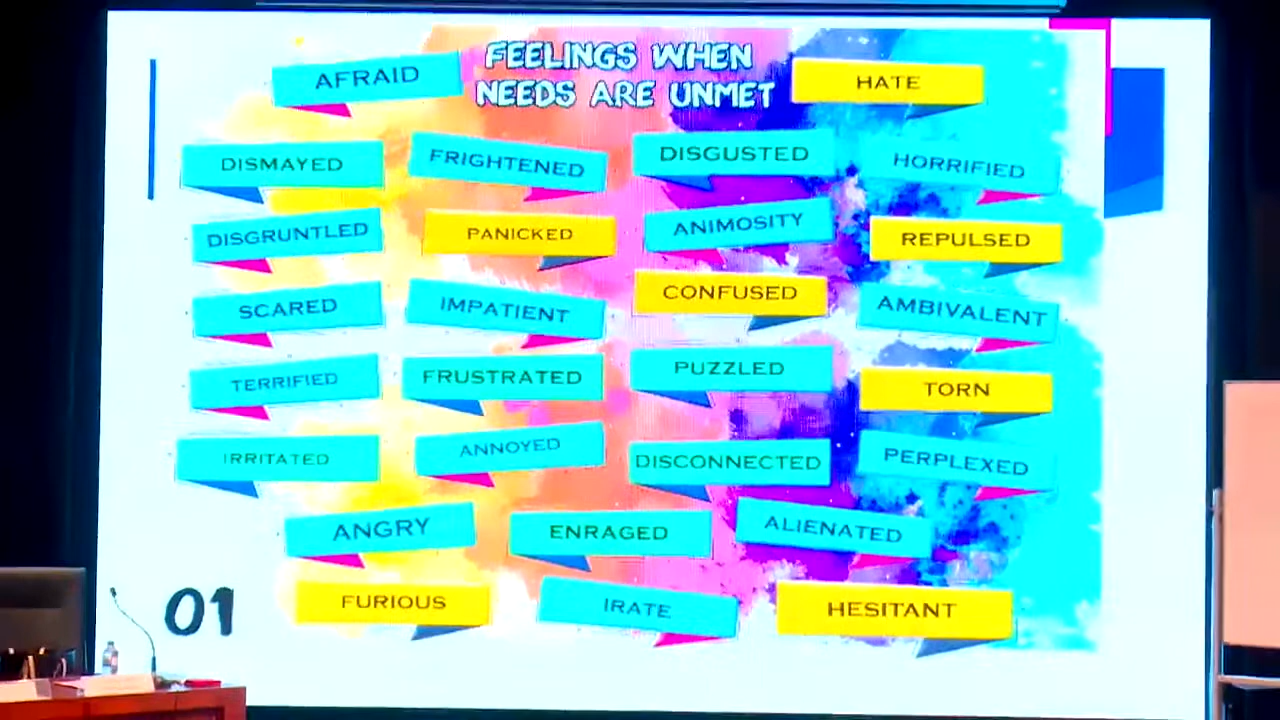 FEELINGS WHEN
NEEDS ARE UNMET
AFRAID
HATE
DISMAYED
FRIGHTENED
DISGUSTED
HORRIFIED
DISGRUNTLED
PANICKED
ANIMOSITY
REPULSED
SCARED
IMPATIENT
CONFUSED
AMBIVALENT
TERRIFIED
FRUSTRATED
PUZZLED
TORN
IRRITATED
ANNOYED
DISCONNECTED
PERPLEXED
ANGRY
ENRAGED
ALIENATED
FURIOUS
IRATE
HESITANT
01